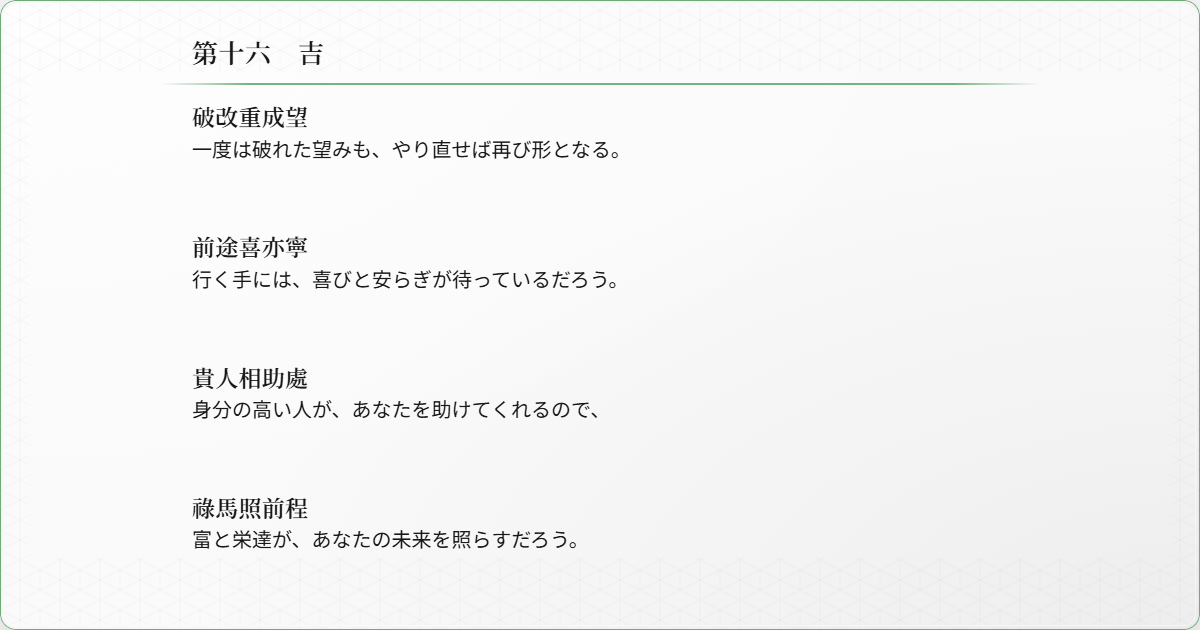 第十六　吉
破改重成望
一度は破れた望みも、やり直せば再び形となる。
前途喜亦寧
行く手には、喜びと安らぎが待っているだろう。
貴人相助處
身分の高い人が、あなたを助けてくれるので、
祿馬照前程
富と栄達が、あなたの未来を照らすだろう。